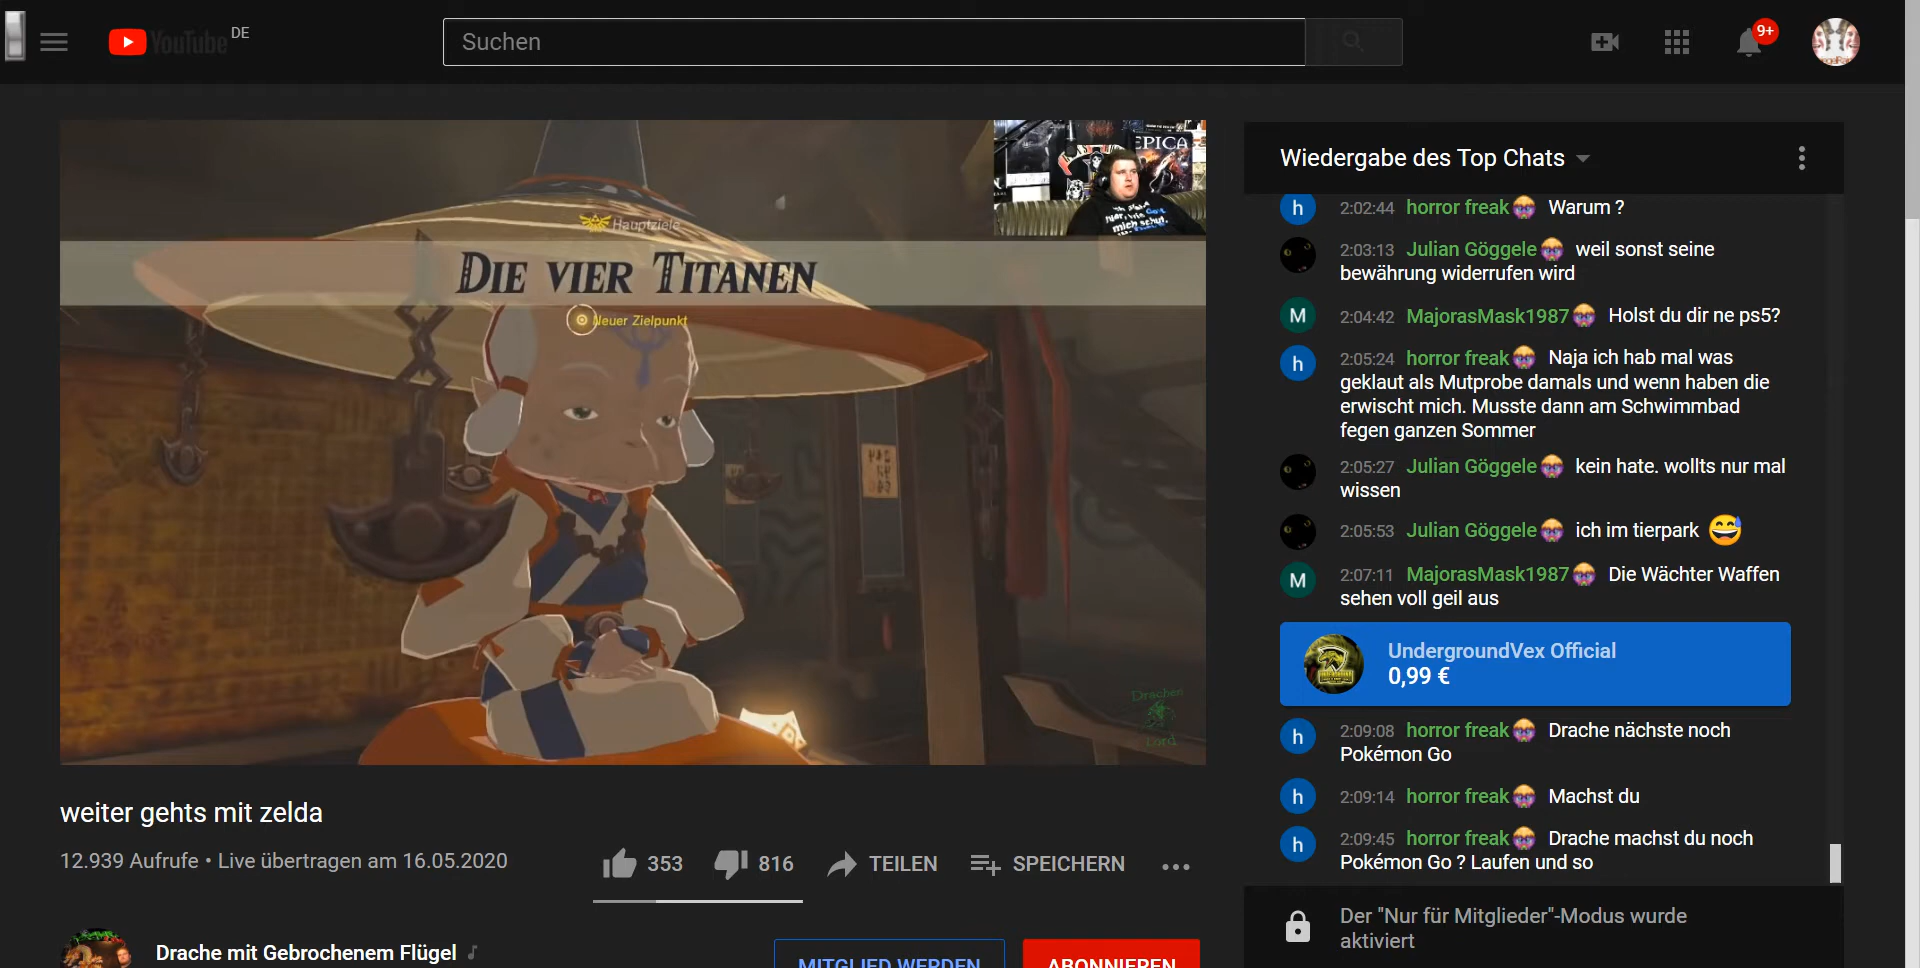 YouTube DE
Suchen
9+
EPICA
Hauptziele
DIE VIER TITANEN
Neuer Zielpunkt
Drachen
Lord
weiter gehts mit zelda
12.939 Aufrufe • Live übertragen am 16.05.2020
353
816
TEILEN
SPEICHERN
Drache mit Gebrochenem Flügel
MITGLIED WERDEN
ABONNIEREN
Wiedergabe des Top Chats
h 2:02:44 horror freak Warum ?
2:03:13 Julian Göggele weil sonst seine
bewährung widerrufen wird
M 2:04:42 MajorasMask1987 Holst du dir ne ps5?
h 2:05:24 horror freak Naja ich hab mal was
geklaut als Mutprobe damals und wenn haben die
erwischt mich. Musste dann am Schwimmbad
fegen ganzen Sommer
2:05:27 Julian Göggele kein hate. wollts nur mal
wissen
2:05:53 Julian Göggele ich im tierpark 😅
M 2:07:11 MajorasMask1987 Die Wächter Waffen
sehen voll geil aus
UndergroundVex Official
0,99 €
h 2:09:08 horror freak Drache nächste noch
Pokémon Go
h 2:09:14 horror freak Machst du
h 2:09:45 horror freak Drache machst du noch
Pokémon Go ? Laufen und so
Der "Nur für Mitglieder"-Modus wurde
aktiviert